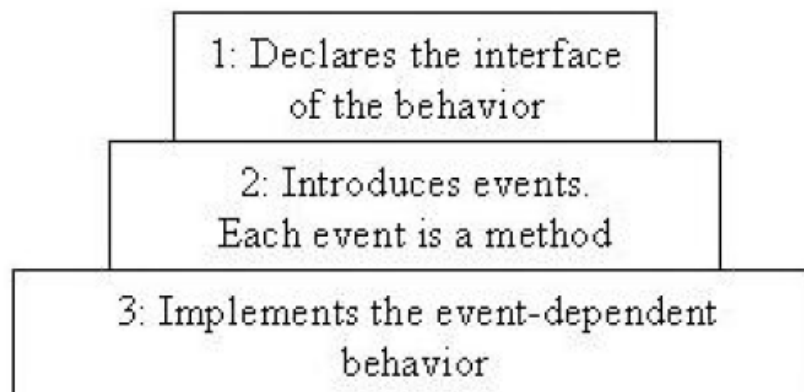 1: Declares the interface
of the behavior
2: Introduces events.
Each event is a method
3: Implements the event-dependent
behavior